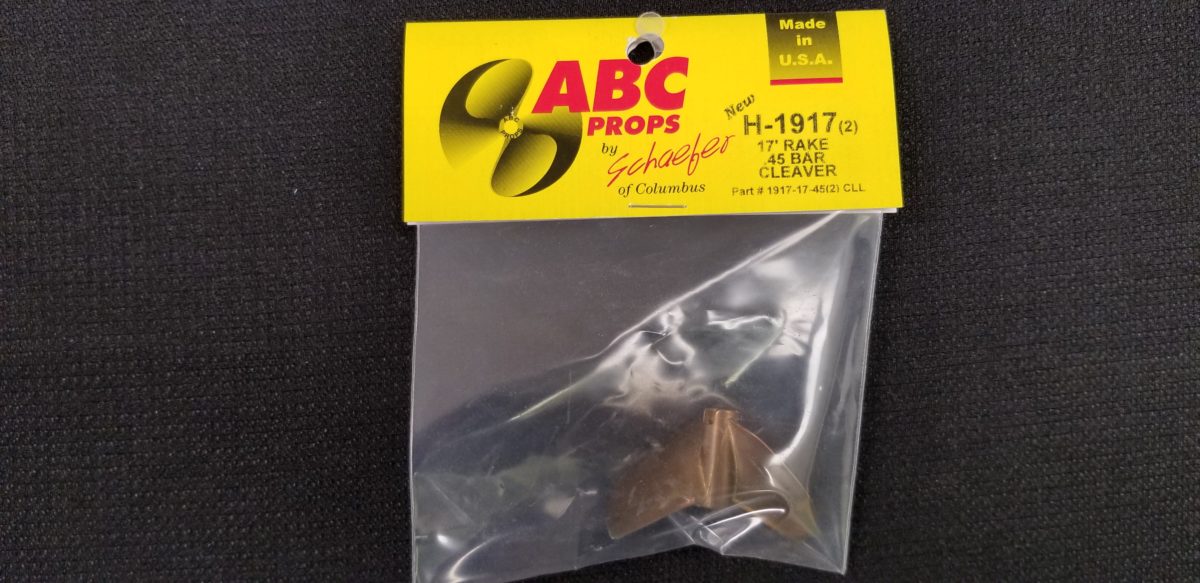 ABC
PROPS
by Schaefer
of Columbus
Made
in
U.S.A.
New
H-1917(2)
17' RAKE
.45 BAR
CLEAVER
Part # 1917-17-45(2) CLL